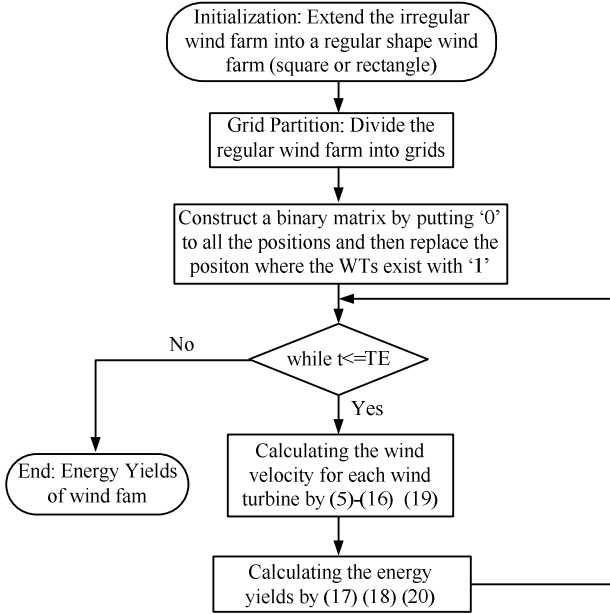 Initialization: Extend the irregular
wind farm into a regular shape wind
farm (square or rectangle)
Grid Partition: Divide the
regular wind farm into grids
Construct a binary matrix by putting ‘0’
to all the positions and then replace the
positon where the WTs exist with ‘1’
while t<=TE
No
Yes
End: Energy Yields
of wind fam
Calculating the wind
velocity for each wind
turbine by (5)-(16) (19)
Calculating the energy
yields by (17) (18) (20)